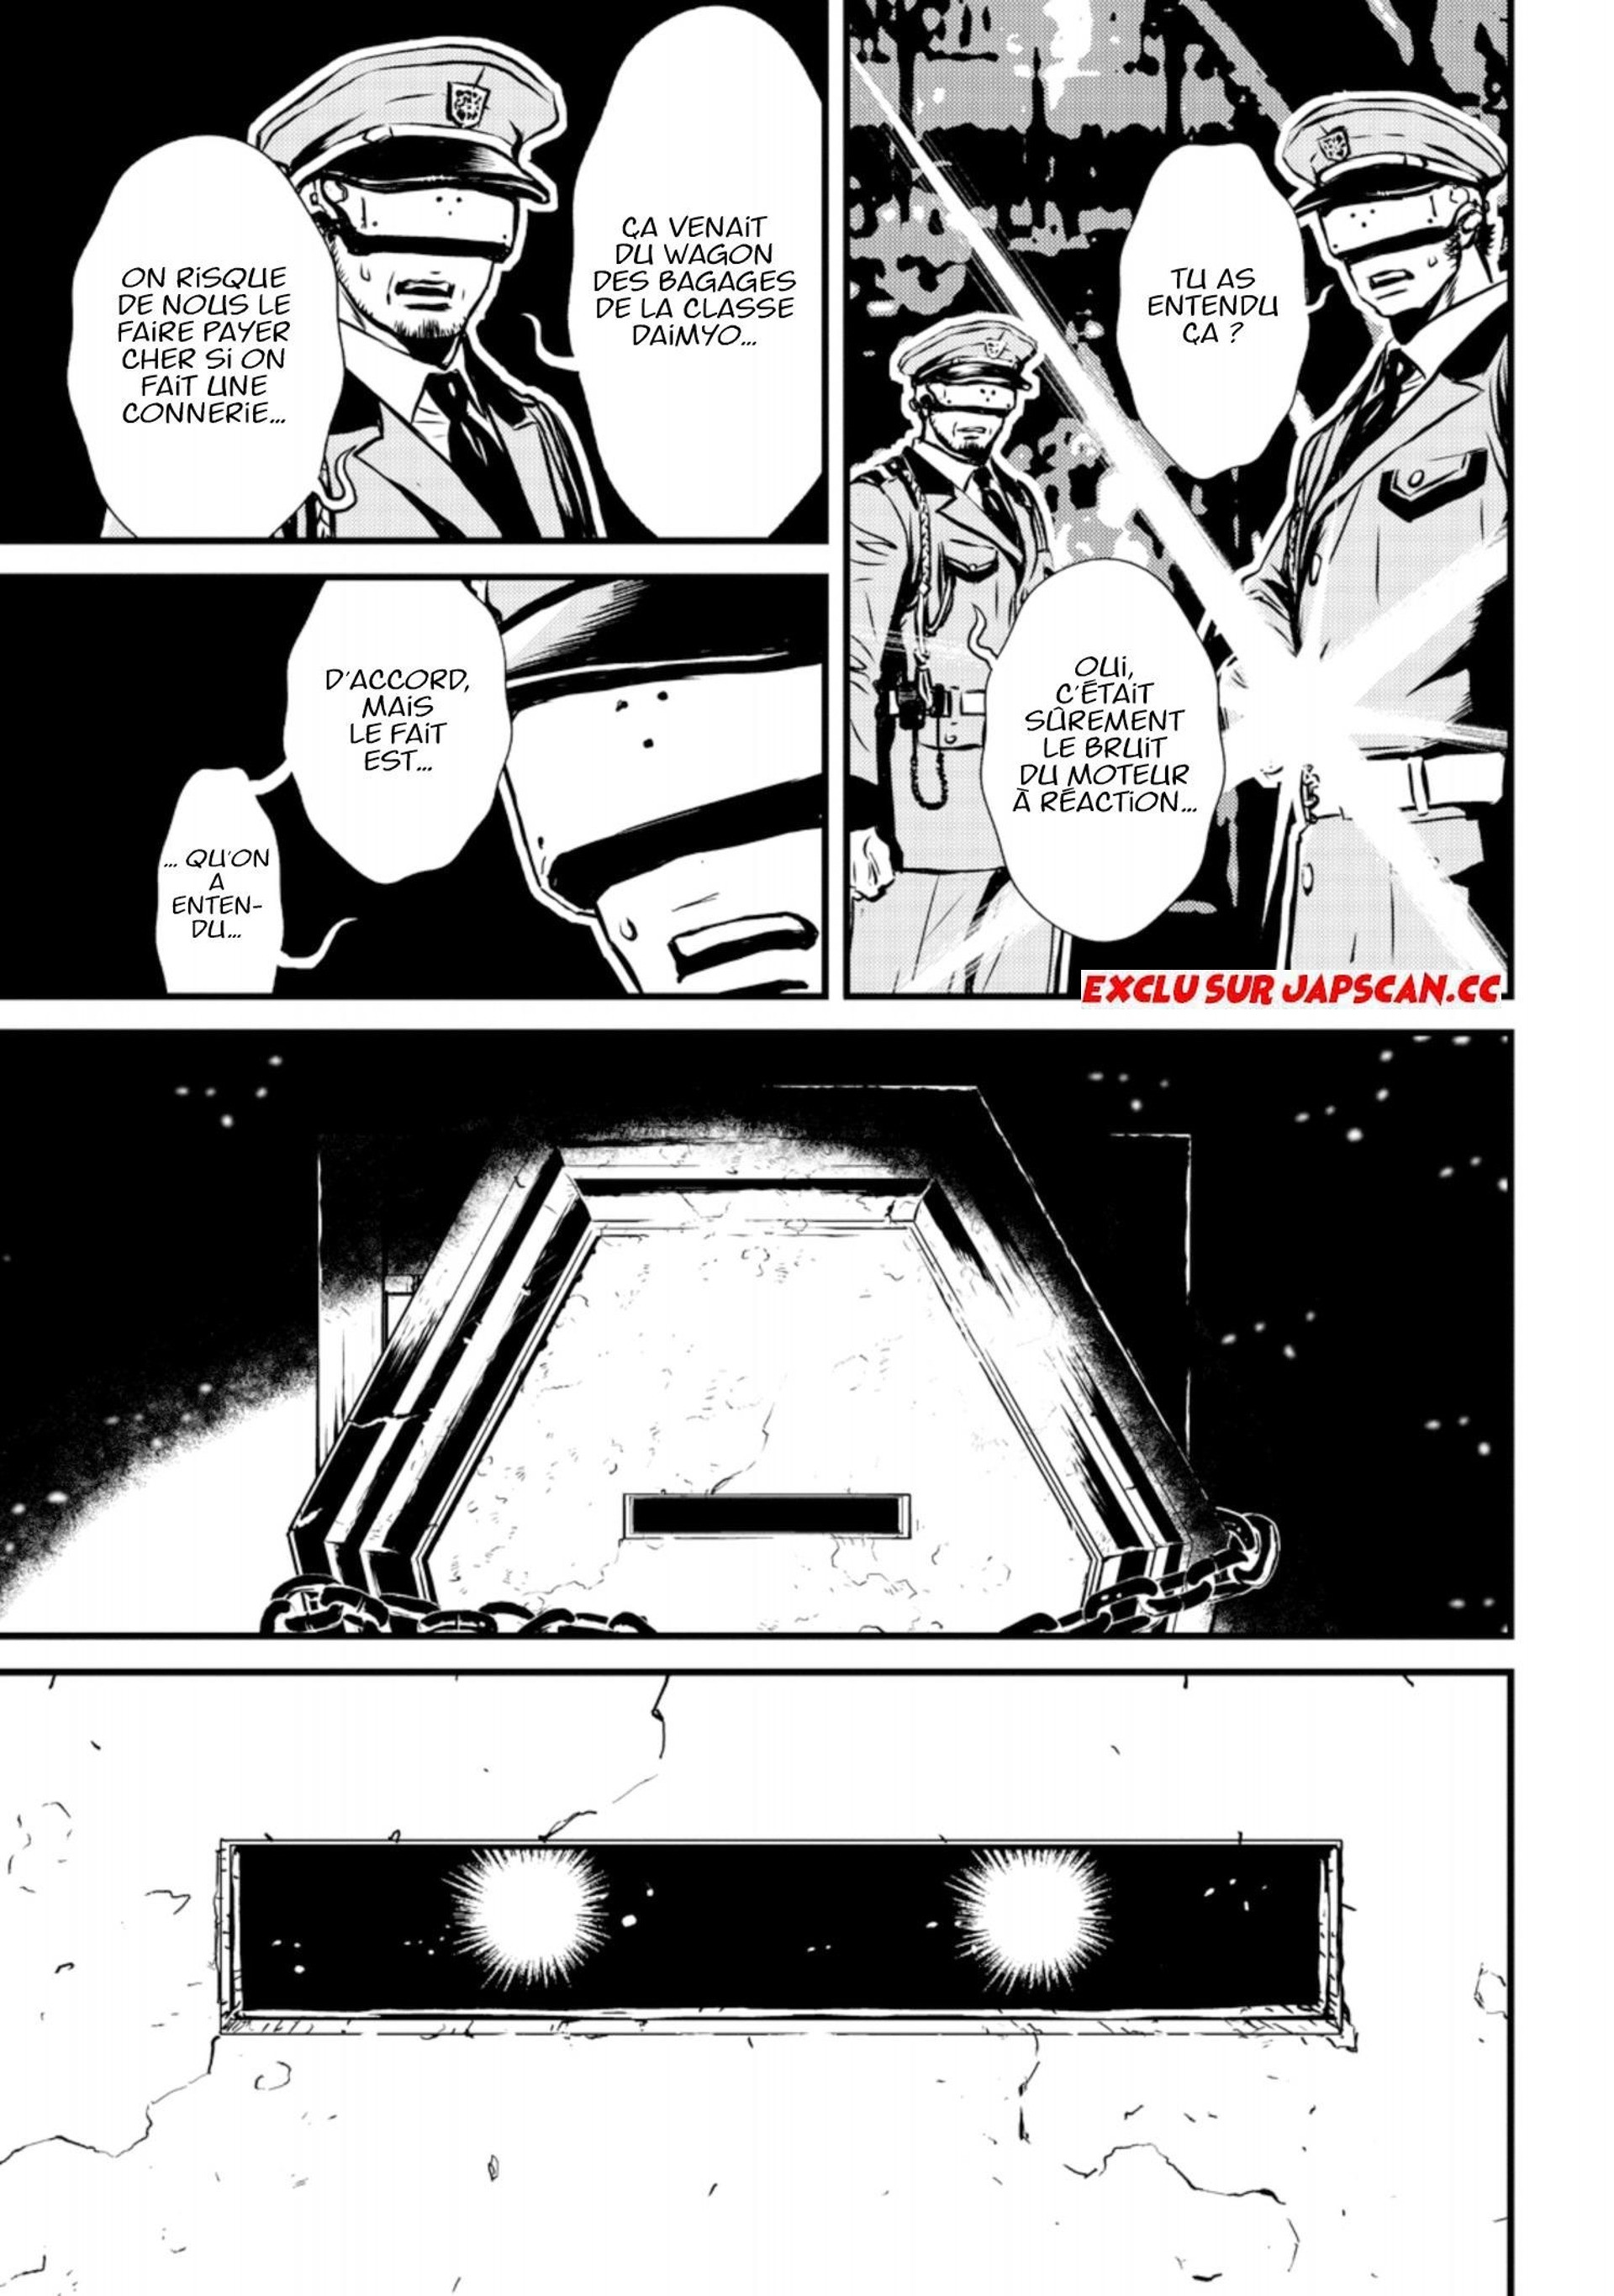 TU AS
ENTENDU
ÇA ?
OUI,
C'ÉTAIT
SÛREMENT
LE BRUIT
DU MOTEUR
À RÉACTION...
ÇA VENAIT
DU WAGON
DES BAGAGES
DE LA CLASSE
DAIMYO...
ON RISQUE
DE NOUS LE
FAIRE PAYER
CHER SI ON
FAIT UNE
CONNERIE...
D'ACCORD,
MAIS
LE FAIT
EST...
... QU'ON
A
ENTEN-
DU...
EXCLU SUR JAPSCAN.CC